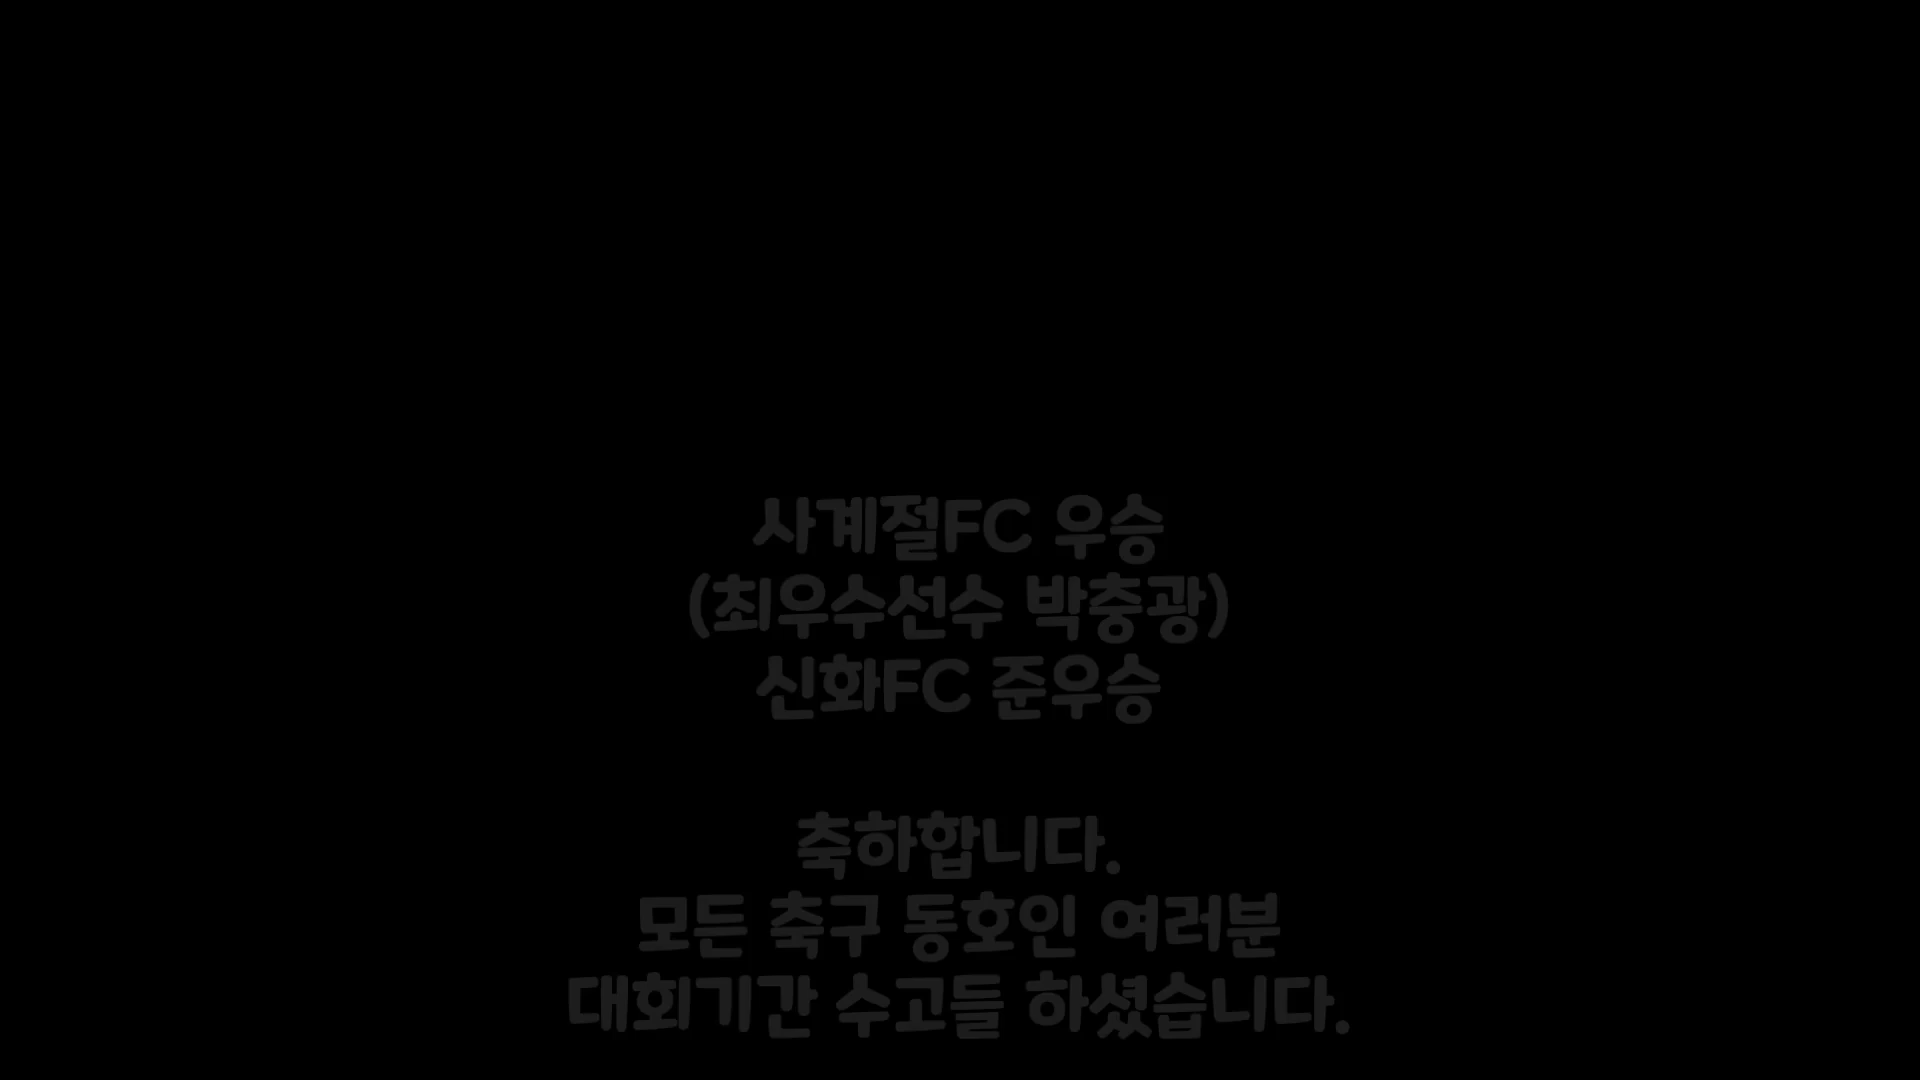 사계절FC 우승
(최우수선수 박충광)
신화FC 준우승
축하합니다.
모든 축구 동호인 여러분
대회기간 수고들 하셨습니다.